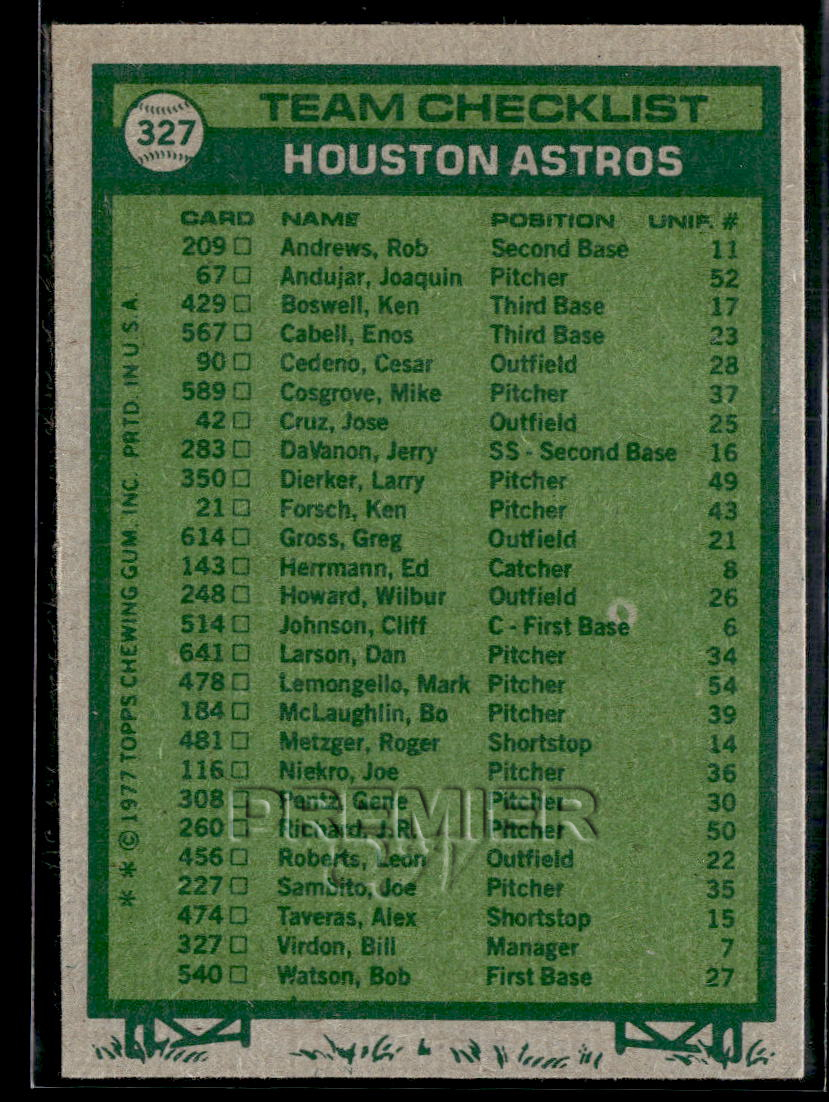 327
TEAM CHECKLIST
HOUSTON ASTROS
CARD NAME POSITION UNIF. #
209 Andrews, Rob Second Base 11
67 Andujar, Joaquin Pitcher 52
429 Boswell, Ken Third Base 17
567 Cabell, Enos Third Base 23
90 Cedeno, Cesar Outfield 28
589 Cosgrove, Mike Pitcher 37
42 Cruz, Jose Outfield 25
283 DaVanon, Jerry SS - Second Base 16
350 Dierker, Larry Pitcher 49
21 Forsch, Ken Pitcher 43
614 Gross, Greg Outfield 21
143 Herrmann, Ed Catcher 8
248 Howard, Wilbur Outfield 26
514 Johnson, Cliff C - First Base 6
641 Larson, Dan Pitcher 34
478 Lemongello, Mark Pitcher 54
184 McLaughlin, Bo Pitcher 39
481 Metzger, Roger Shortstop 14
116 Niekro, Joe Pitcher 36
308 Pentz, Gene Pitcher 30
260 Richard, J.R. Pitcher 50
456 Roberts, Leon Outfield 22
227 Sambito, Joe Pitcher 35
474 Taveras, Alex Shortstop 15
327 Virdon, Bill Manager 7
540 Watson, Bob First Base 27
* * © 1977 TOPPS CHEWING GUM, INC. PRTD. IN U.S.A.
PREMIER